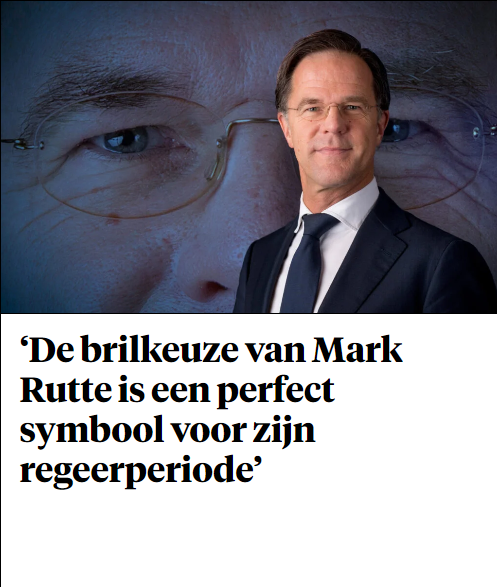 ‘De brilkeuze van Mark
Rutte is een perfect
symbool voor zijn
regeerperiode’